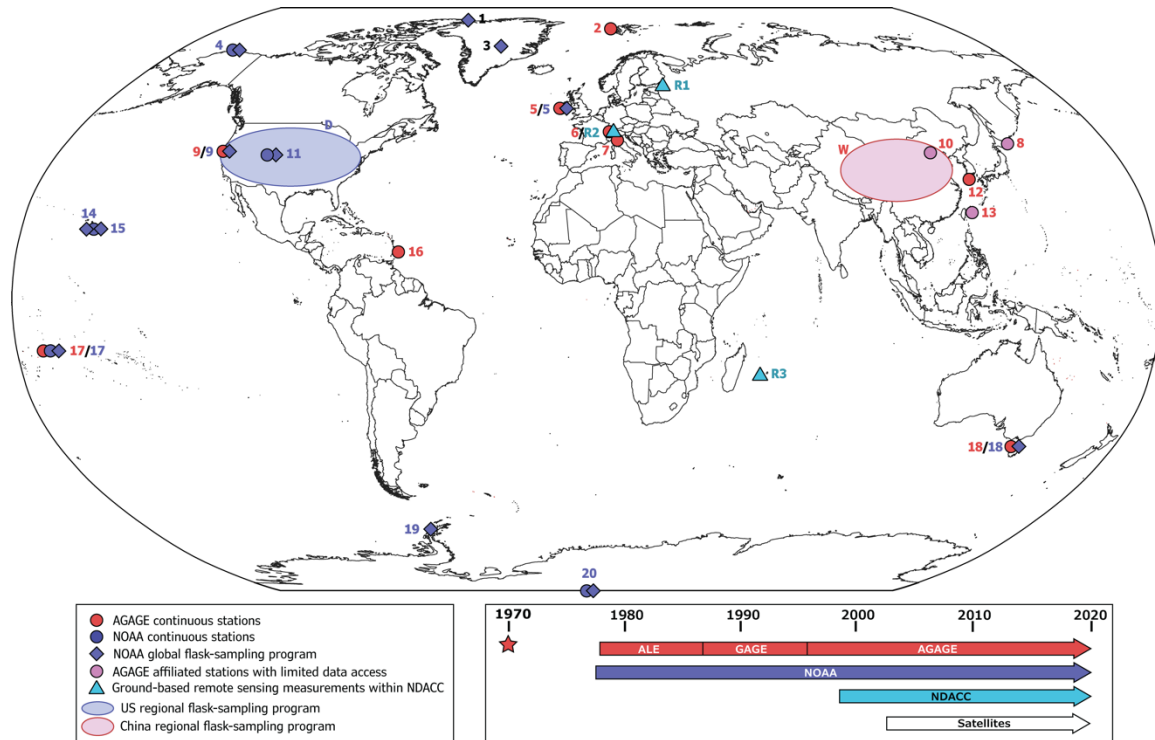 1
2
3
4
R1
5/5
D
6/R2
7
9/9
11
W
10
8
12
13
14
15
16
17/17
R3
18/18
19
20
AGAGE continuous stations
NOAA continuous stations
NOAA global flask-sampling program
AGAGE affiliated stations with limited data access
Ground-based remote sensing measurements within NDACC
US regional flask-sampling program
China regional flask-sampling program
1970 1980 1990 2000 2010 2020
ALE GAGE AGAGE
NOAA
NDACC
Satellites